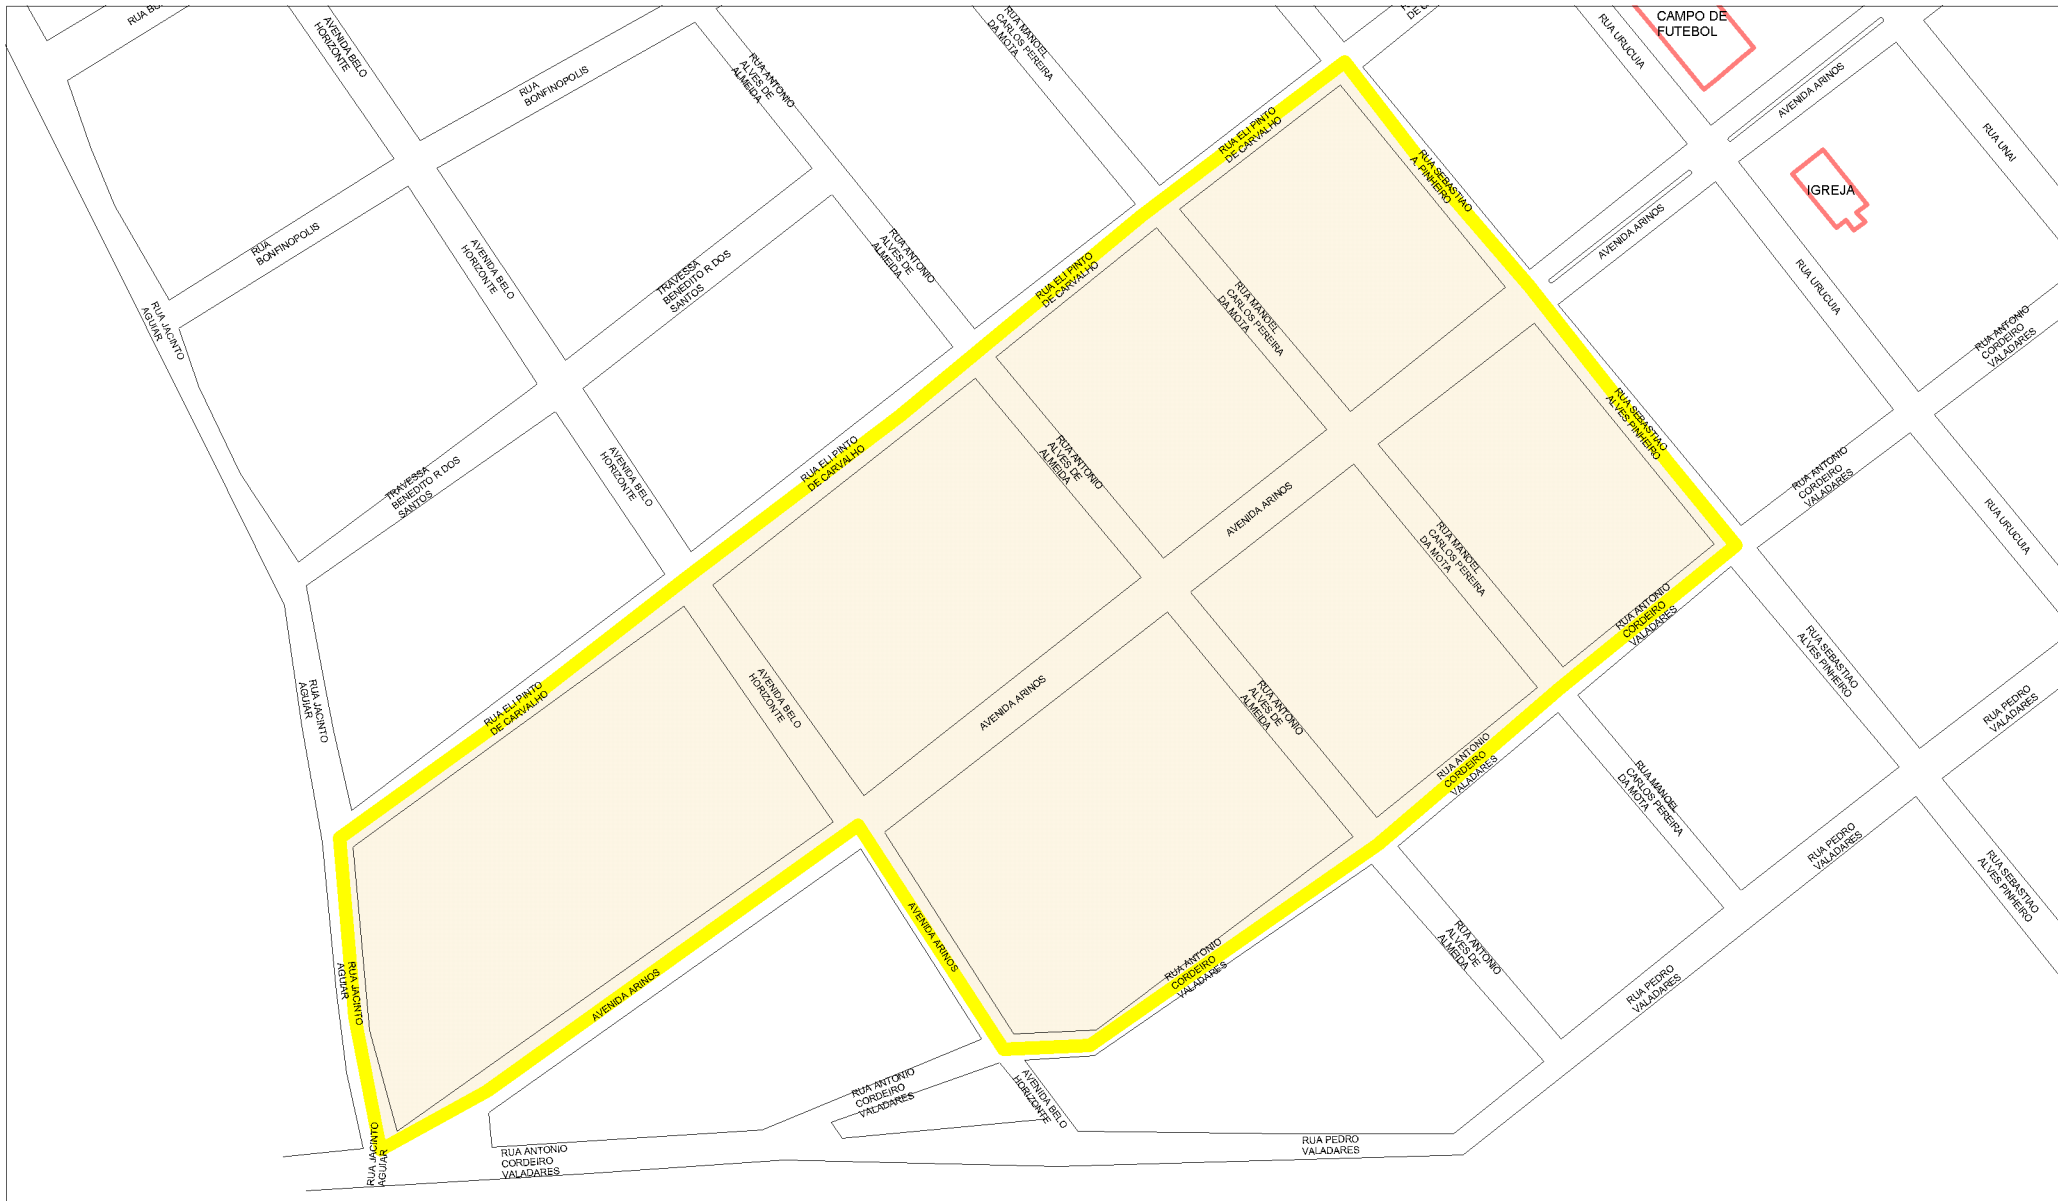 AVENIDA BELO
HORIZONTE
RUA
BONFINOPOLIS
RUA ANTONIO
ALVES DE
ALMEIDA
RUA MANOEL
CARLOS PEREIRA
DA MOTA
RUA URUCUIA
CAMPO DE
FUTEBOL
AVENIDA ARINOS
RUA UNAI
RUA ELI PINTO
DE CARVALHO
RUA SEBASTIAO
A. PINHEIRO
IGREJA
AVENIDA ARINOS
RUA URUCUIA
RUA
BONFINOPOLIS
AVENIDA BELO
HORIZONTE
TRAVESSA
BENEDITO R DOS
SANTOS
RUA ANTONIO
ALVES DE
ALMEIDA
RUA ELI PINTO
DE CARVALHO
RUA MANOEL
CARLOS PEREIRA
DA MOTA
RUA ANTONIO
CORDEIRO
VALADARES
RUA JACINTO
AGUIAR
TRAVESSA
BENEDITO R DOS
SANTOS
AVENIDA BELO
HORIZONTE
RUA ELI PINTO
DE CARVALHO
RUA ANTONIO
ALVES DE
ALMEIDA
AVENIDA ARINOS
RUA SEBASTIAO
ALVES PINHEIRO
RUA ANTONIO
CORDEIRO
VALADARES
RUA URUCUIA
RUA MANOEL
CARLOS PEREIRA
DA MOTA
RUA ANTONIO
CORDEIRO
VALADARES
RUA JACINTO
AGUIAR
RUA ELI PINTO
DE CARVALHO
AVENIDA BELO
HORIZONTE
AVENIDA ARINOS
RUA ANTONIO
ALVES DE
ALMEIDA
RUA ANTONIO
CORDEIRO
VALADARES
RUA SEBASTIAO
ALVES PINHEIRO
RUA PEDRO
VALADARES
RUA MANOEL
CARLOS PEREIRA
DA MOTA
RUA PEDRO
VALADARES
RUA SEBASTIAO
ALVES PINHEIRO
RUA JACINTO
AGUIAR
AVENIDA ARINOS
AVENIDA ARINOS
RUA ANTONIO
CORDEIRO
VALADARES
RUA ANTONIO
ALVES DE
ALMEIDA
RUA PEDRO
VALADARES
RUA ANTONIO
CORDEIRO
VALADARES
AVENIDA BELO
HORIZONTE
RUA JACINTO
AGUIAR
RUA ANTONIO
CORDEIRO
VALADARES
RUA PEDRO
VALADARES